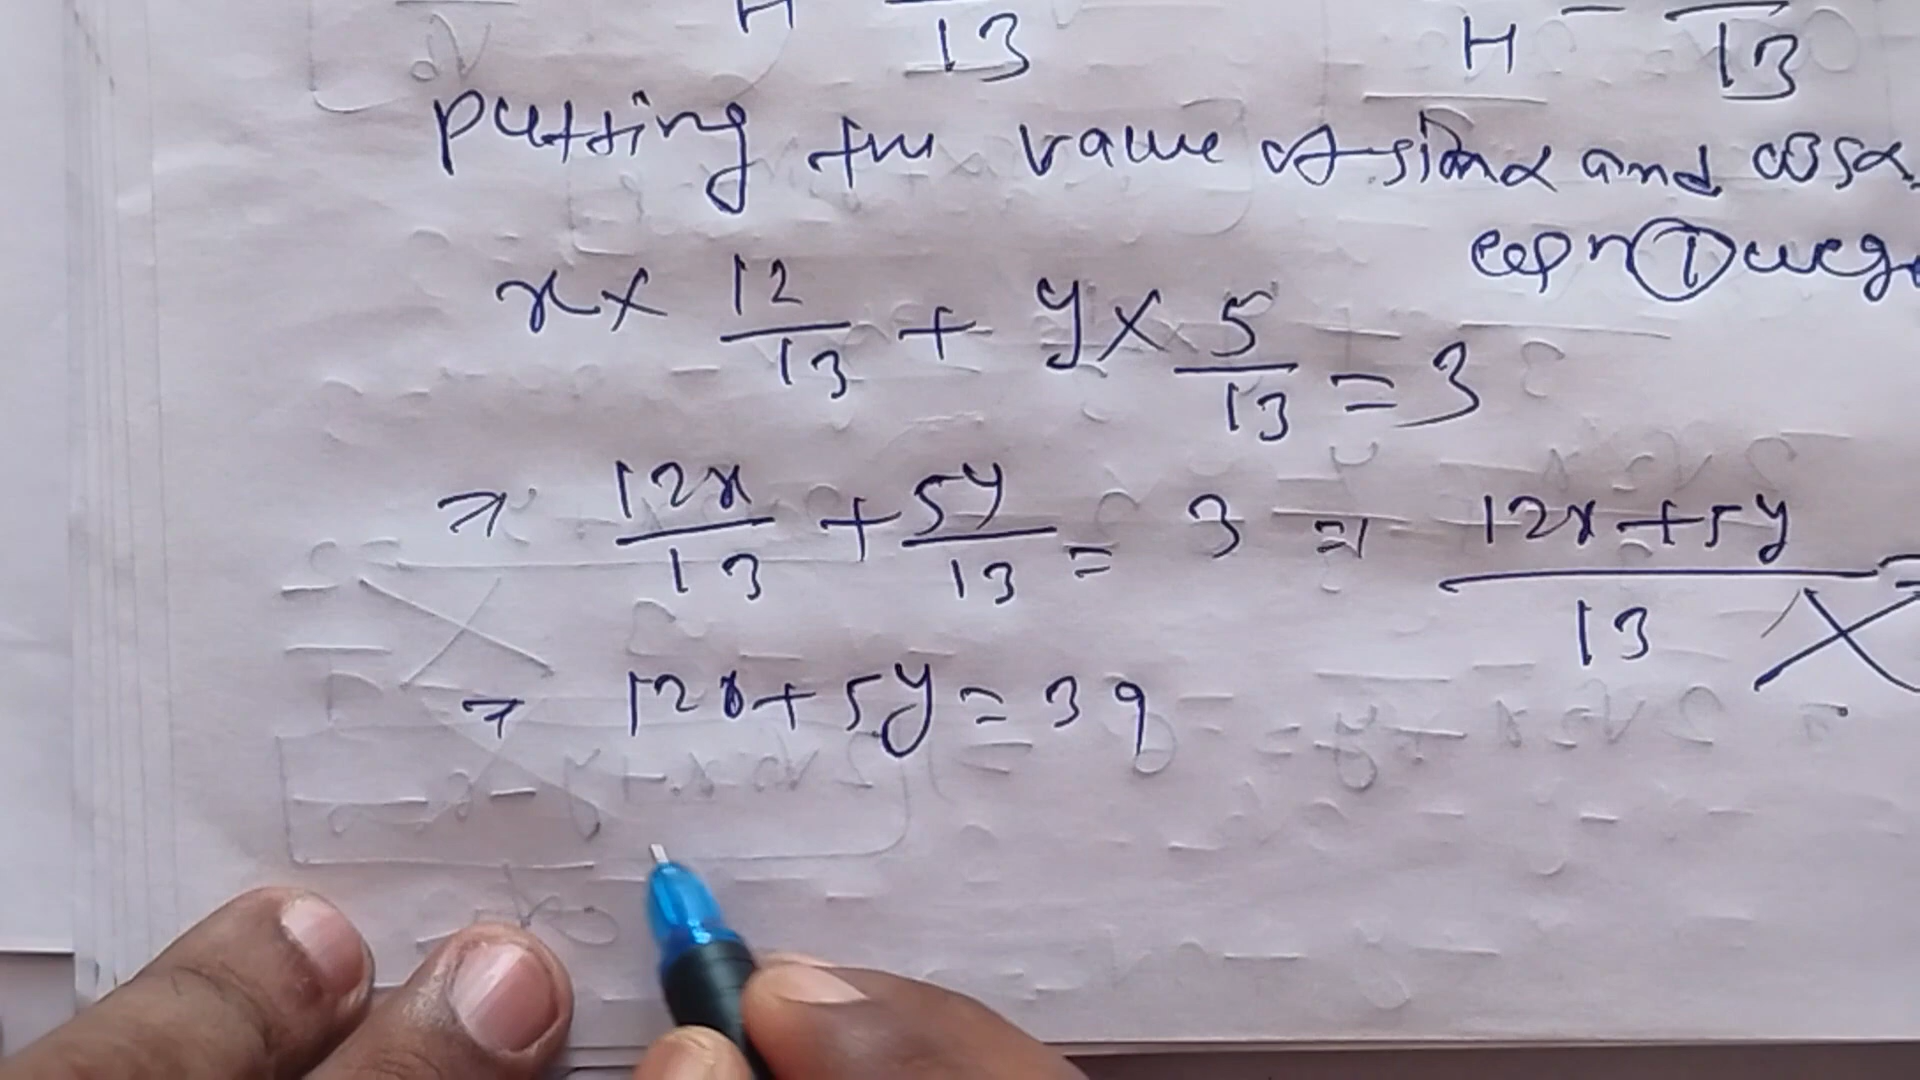 H 13 H - 13
putting the value of sinα and cosα
eqn ① we ge
x × 12/13 + y × 5/13 = 3
⇒ 12x/13 + 5y/13 = 3 ⇒ 12x+5y/13
⇒ 12x + 5y = 39